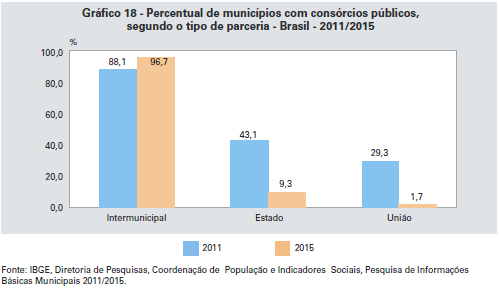 Gráfico 18 - Percentual de municípios com consórcios públicos,
segundo o tipo de parceria - Brasil - 2011/2015
%
100,0
80,0
60,0
40,0
20,0
0,0
88,1
96,7
43,1
9,3
29,3
1,7
Intermunicipal
Estado
União
2011
2015
Fonte: IBGE, Diretoria de Pesquisas, Coordenação de População e Indicadores Sociais, Pesquisa de Informações
Básicas Municipais 2011/2015.